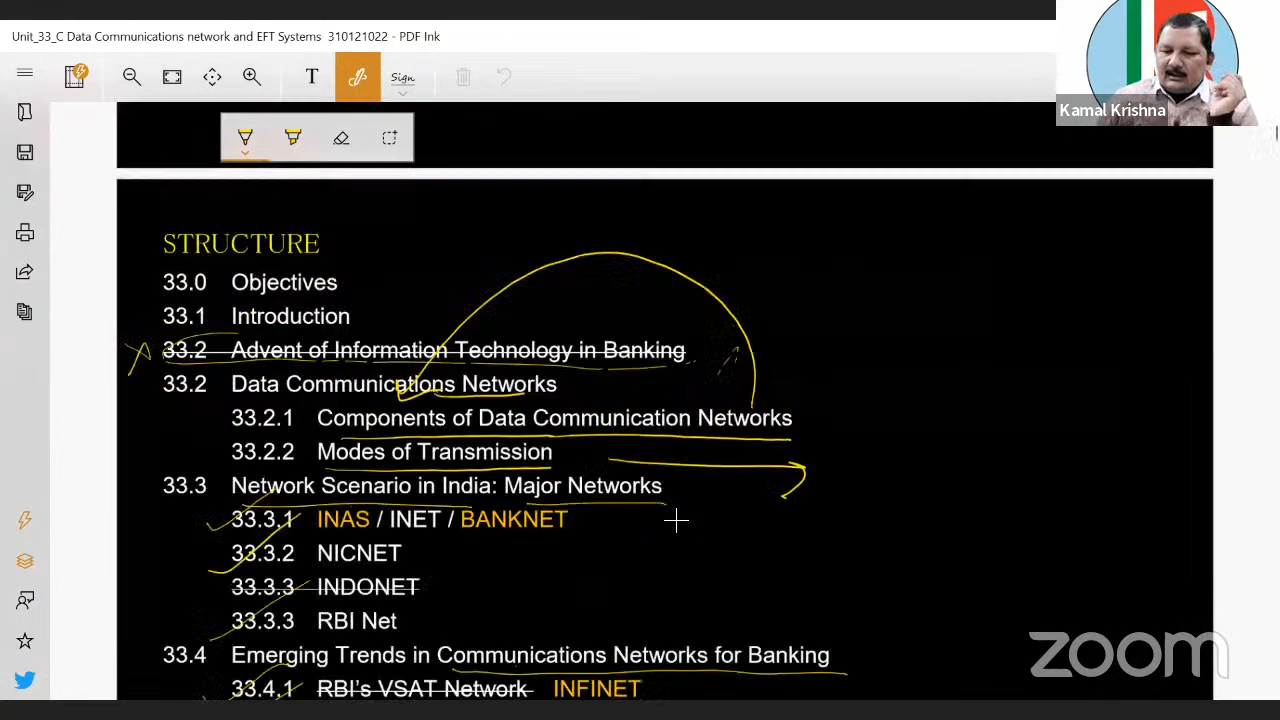 Unit_33_C Data Communications network and EFT Systems 310121022 - PDF Ink
T
Sign
Kamal Krishna
STRUCTURE
33.0 Objectives
33.1 Introduction
33.2 Advent of Information Technology in Banking
33.2 Data Communications Networks
33.2.1 Components of Data Communication Networks
33.2.2 Modes of Transmission
33.3 Network Scenario in India: Major Networks
33.3.1 INAS / INET / BANKNET
33.3.2 NICNET
33.3.3 INDONET
33.3.3 RBI Net
33.4 Emerging Trends in Communications Networks for Banking
33.4.1 RBI's VSAT Network INFINET
zoom